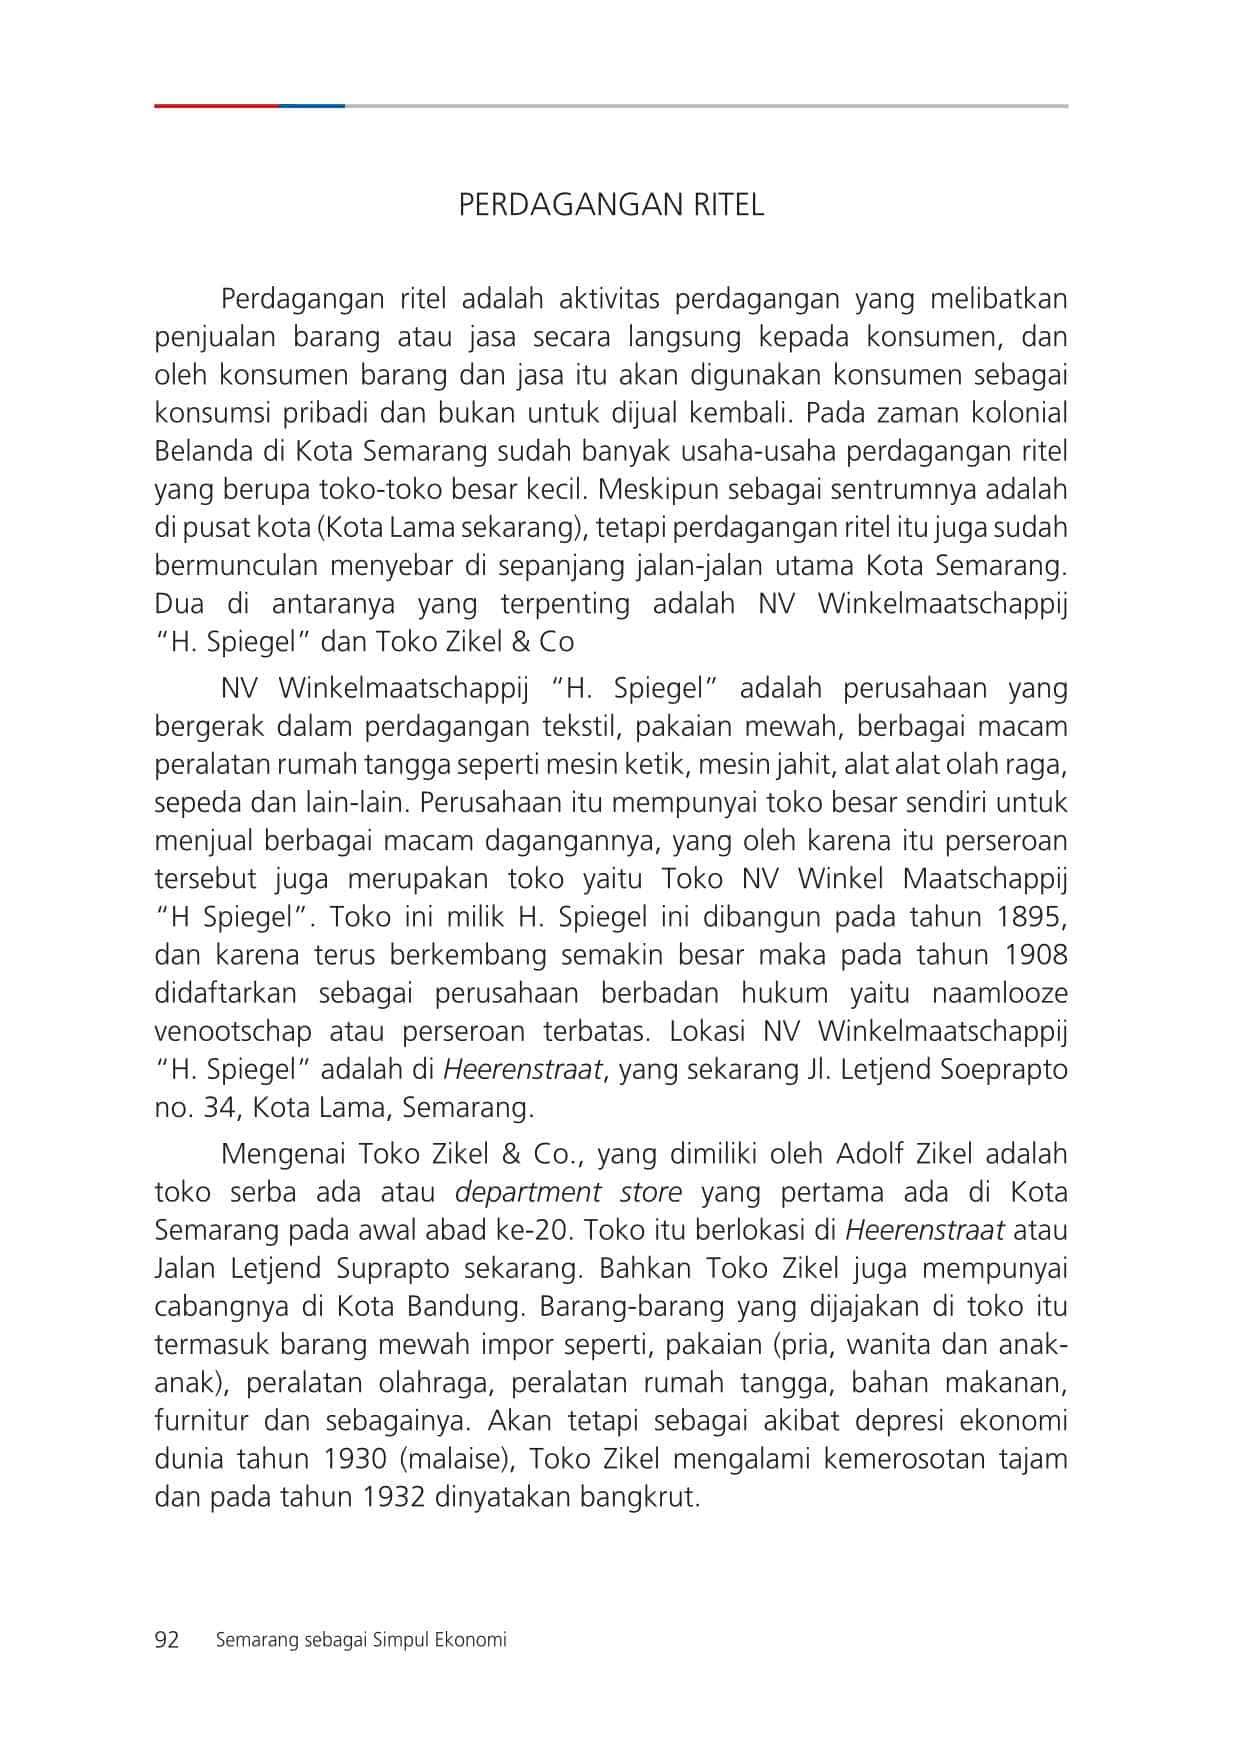 PERDAGANGAN RITEL
Perdagangan ritel adalah aktivitas perdagangan yang melibatkan
penjualan barang atau jasa secara langsung kepada konsumen, dan
oleh konsumen barang dan jasa itu akan digunakan konsumen sebagai
konsumsi pribadi dan bukan untuk dijual kembali. Pada zaman kolonial
Belanda di Kota Semarang sudah banyak usaha-usaha perdagangan ritel
yang berupa toko-toko besar kecil. Meskipun sebagai sentrumnya adalah
di pusat kota (Kota Lama sekarang), tetapi perdagangan ritel itu juga sudah
bermunculan menyebar di sepanjang jalan-jalan utama Kota Semarang.
Dua di antaranya yang terpenting adalah NV Winkelmaatschappij
“H. Spiegel” dan Toko Zikel & Co
NV Winkelmaatschappij “H. Spiegel” adalah perusahaan yang
bergerak dalam perdagangan tekstil, pakaian mewah, berbagai macam
peralatan rumah tangga seperti mesin ketik, mesin jahit, alat alat olah raga,
sepeda dan lain-lain. Perusahaan itu mempunyai toko besar sendiri untuk
menjual berbagai macam dagangannya, yang oleh karena itu perseroan
tersebut juga merupakan toko yaitu Toko NV Winkel Maatschappij
“H Spiegel”. Toko ini milik H. Spiegel ini dibangun pada tahun 1895,
dan karena terus berkembang semakin besar maka pada tahun 1908
didaftarkan sebagai perusahaan berbadan hukum yaitu naamlooze
venootschap atau perseroan terbatas. Lokasi NV Winkelmaatschappij
“H. Spiegel” adalah di Heerenstraat, yang sekarang Jl. Letjend Soeprapto
no. 34, Kota Lama, Semarang.
Mengenai Toko Zikel & Co., yang dimiliki oleh Adolf Zikel adalah
toko serba ada atau department store yang pertama ada di Kota
Semarang pada awal abad ke-20. Toko itu berlokasi di Heerenstraat atau
Jalan Letjend Suprapto sekarang. Bahkan Toko Zikel juga mempunyai
cabangnya di Kota Bandung. Barang-barang yang dijajakan di toko itu
termasuk barang mewah impor seperti, pakaian (pria, wanita dan anak-
anak), peralatan olahraga, peralatan rumah tangga, bahan makanan,
furnitur dan sebagainya. Akan tetapi sebagai akibat depresi ekonomi
dunia tahun 1930 (malaise), Toko Zikel mengalami kemerosotan tajam
dan pada tahun 1932 dinyatakan bangkrut.
92 Semarang sebagai Simpul Ekonomi